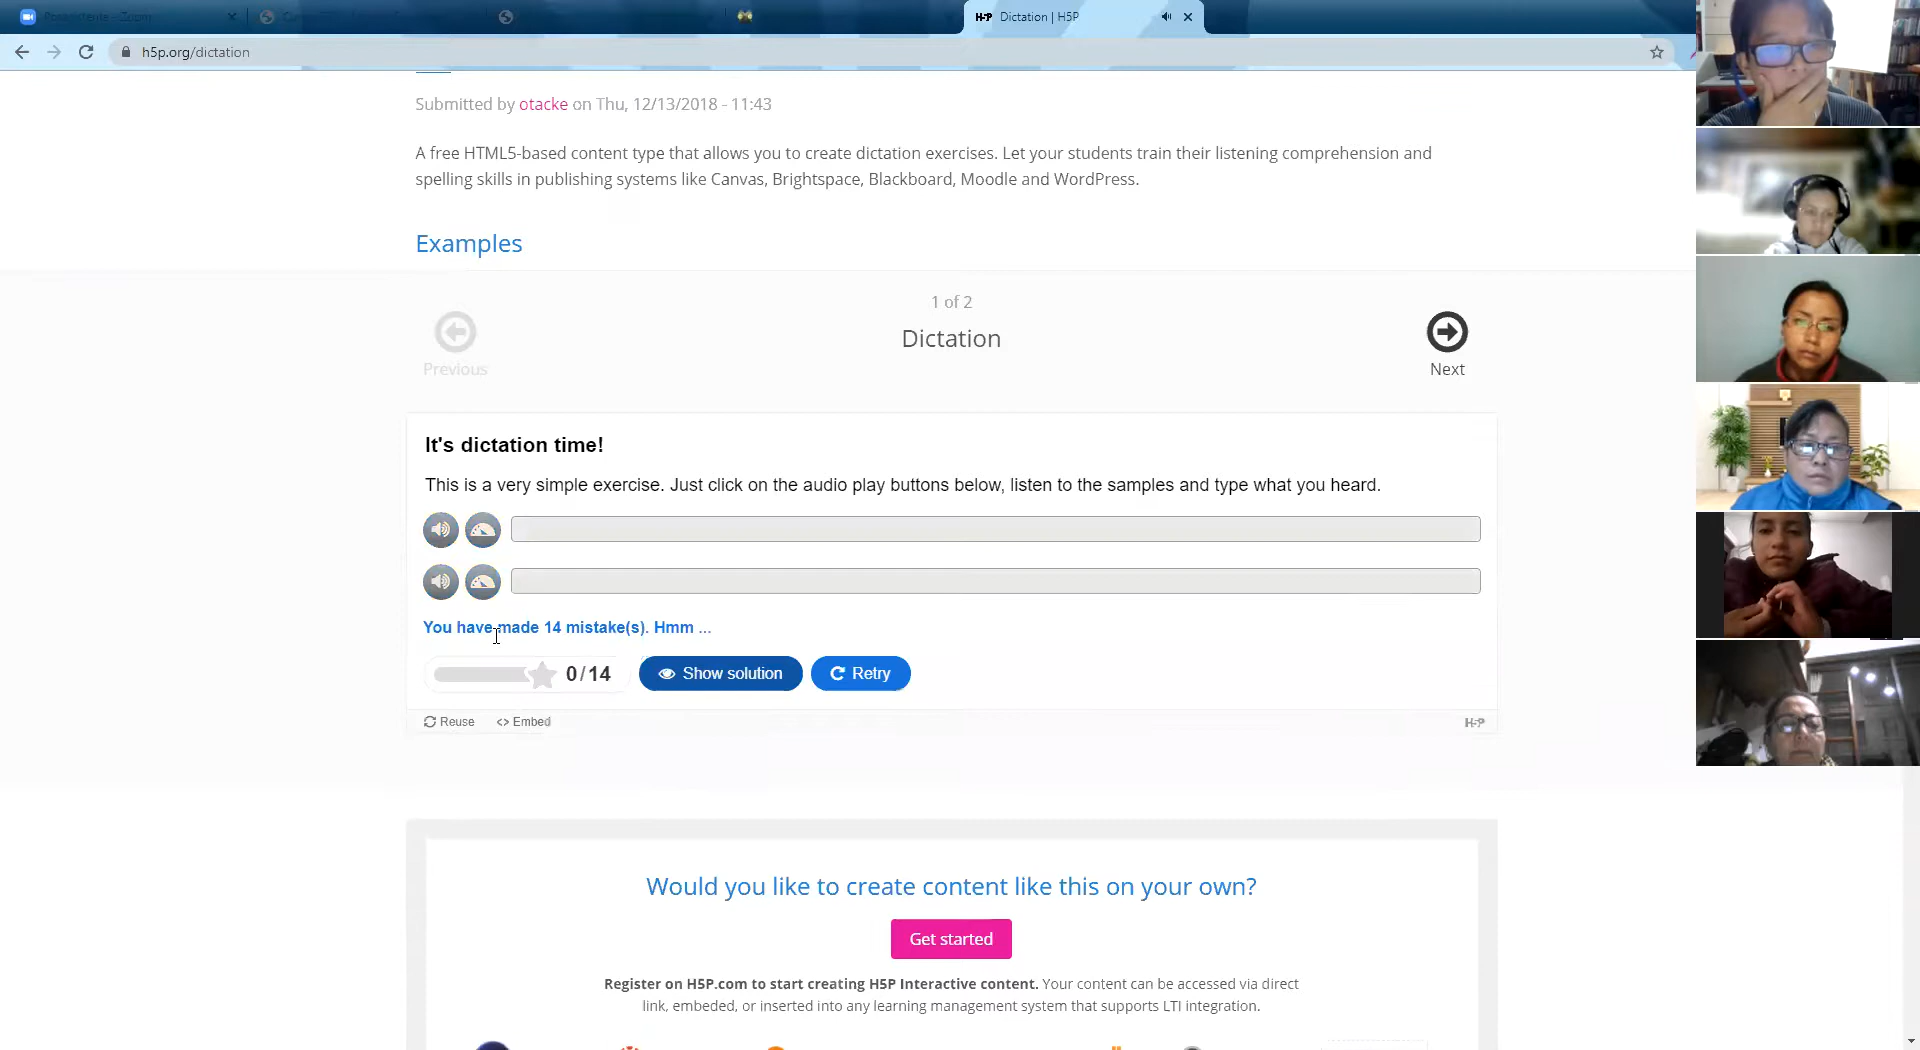 Dictation | H5P
h5p.org/dictation
Submitted by otacke on Thu, 12/13/2018 - 11:43
A free HTML5-based content type that allows you to create dictation exercises. Let your students train their listening comprehension and
spelling skills in publishing systems like Canvas, Brightspace, Blackboard, Moodle and WordPress.
Examples
1 of 2
Previous
Dictation
Next
It's dictation time!
This is a very simple exercise. Just click on the audio play buttons below, listen to the samples and type what you heard.
You have made 14 mistake(s). Hmm ...
0/14
Show solution
Retry
Reuse
<> Embed
H5P
Would you like to create content like this on your own?
Get started
Register on H5P.com to start creating H5P Interactive content. Your content can be accessed via direct
link, embeded, or inserted into any learning management system that supports LTI integration.